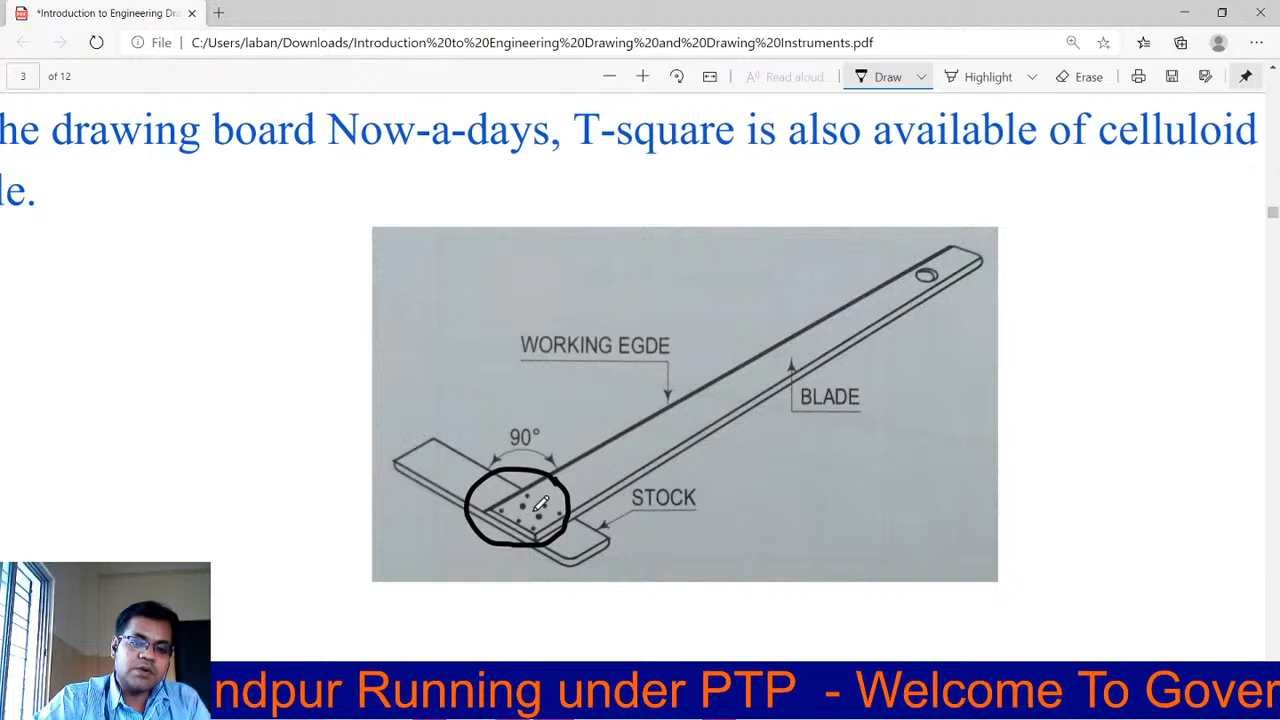 *Introduction to Engineering Dra
File
C:/Users/laban/Downloads/Introduction%20to%20Engineering%20Drawing%20and%20Drawing%20Instruments.pdf
3 of 12
Read aloud
Draw
Highlight
Erase
he drawing board Now-a-days, T-square is also available of celluloid
le.
WORKING EGDE
BLADE
90°
STOCK
ndpur Running under PTP - Welcome To Gover